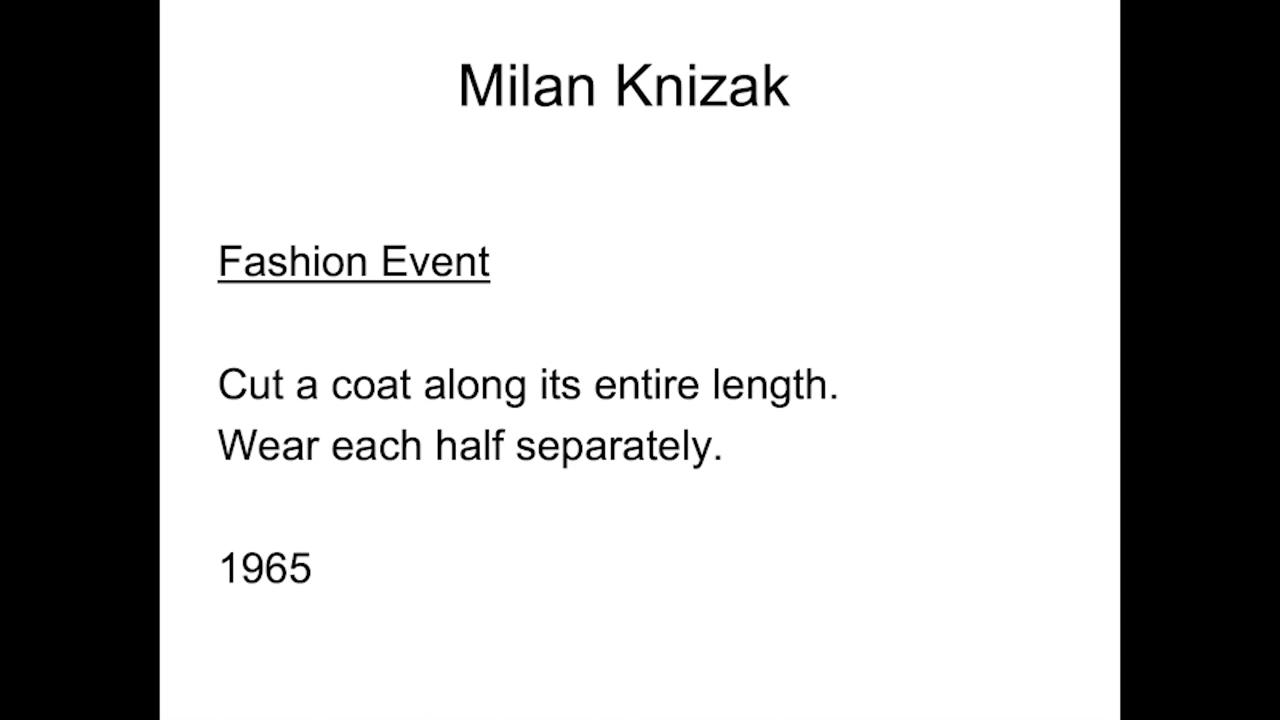 Milan Knizak
Fashion Event
Cut a coat along its entire length.
Wear each half separately.
1965